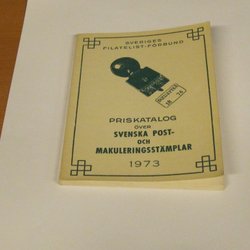 SVERIGES
FILATELIST-FÖRBUND
PRISKATALOG
ÖVER
SVENSKA POST-
OCH
MAKULERINGSSTÄMPLAR
1973